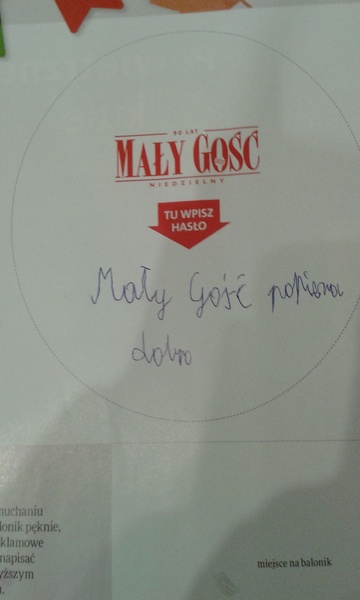 90 LAT
MAŁY GOŚĆ
NIEDZIELNY
TU WPISZ
HASŁO
Mały Gość popiera
dobro
muchaniu
lonik pęknie,
klamowe
napisać
yższym
miejsce na balonik